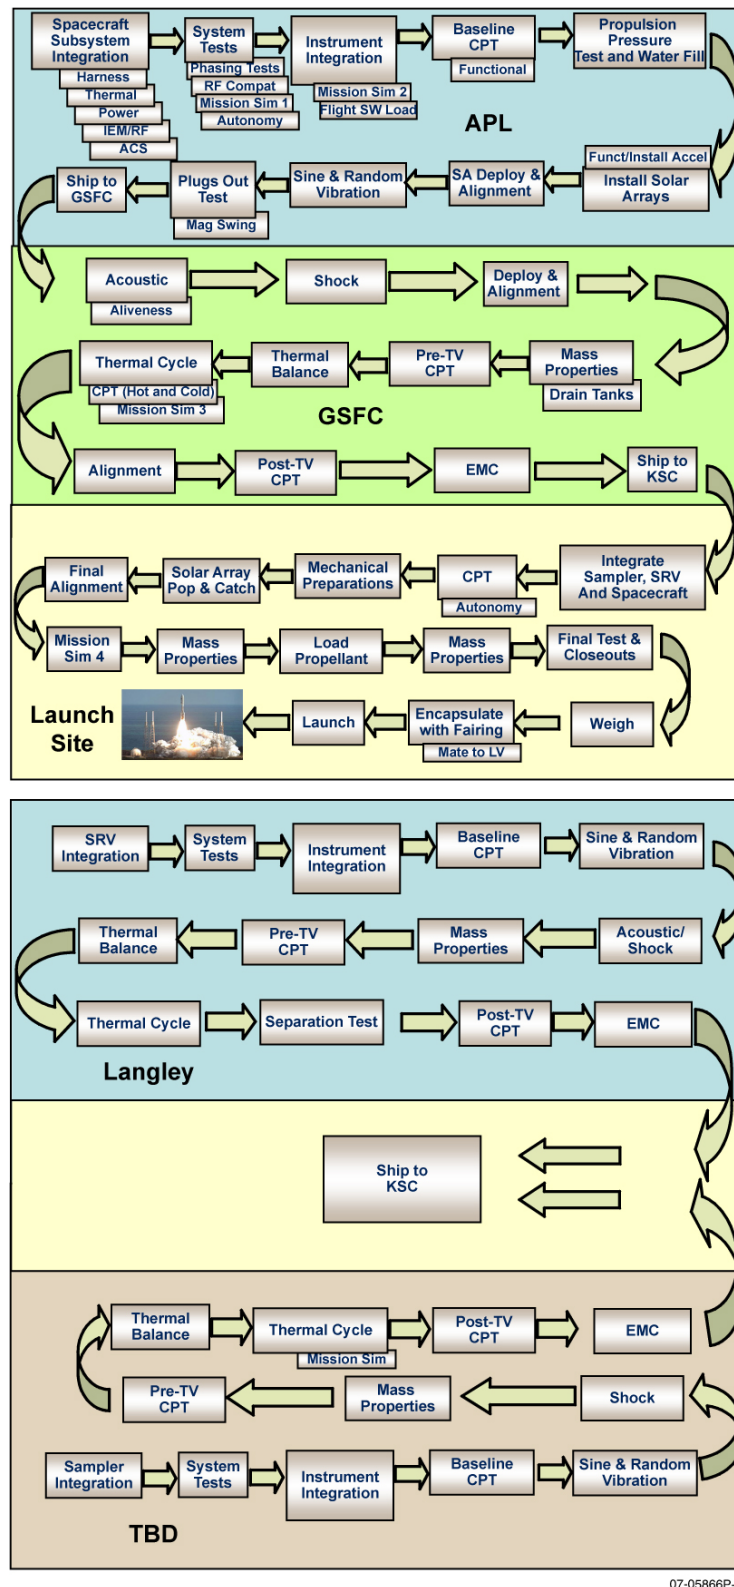 Spacecraft
Subsystem
Integration
Harness
Thermal
Power
IEM/RF
ACS
System
Tests
Phasing Tests
RF Compat
Mission Sim 1
Autonomy
Instrument
Integration
Mission Sim 2
Flight SW Load
Baseline
CPT
Functional
Propulsion
Pressure
Test and Water Fill
APL
Funct/Install Accel
Install Solar
Arrays
SA Deploy &
Alignment
Sine & Random
Vibration
Plugs Out
Test
Mag Swing
Ship to
GSFC
Acoustic
Aliveness
Shock
Deploy &
Alignment
Mass
Properties
Drain Tanks
Pre-TV
CPT
Thermal
Balance
Thermal Cycle
CPT (Hot and Cold)
Mission Sim 3
GSFC
Alignment
Post-TV
CPT
EMC
Ship to
KSC
Integrate
Sampler, SRV
And Spacecraft
CPT
Autonomy
Mechanical
Preparations
Solar Array
Pop & Catch
Final
Alignment
Mission
Sim 4
Mass
Properties
Load
Propellant
Mass
Properties
Final Test &
Closeouts
Weigh
Encapsulate
with Fairing
Mate to LV
Launch
Launch
Site
SRV
Integration
System
Tests
Instrument
Integration
Baseline
CPT
Sine & Random
Vibration
Acoustic/
Shock
Mass
Properties
Pre-TV
CPT
Thermal
Balance
Thermal Cycle
Separation Test
Post-TV
CPT
EMC
Langley
Ship to
KSC
Thermal
Balance
Thermal Cycle
Mission Sim
Post-TV
CPT
EMC
Pre-TV
CPT
Mass
Properties
Shock
Sampler
Integration
System
Tests
Instrument
Integration
Baseline
CPT
Sine & Random
Vibration
TBD